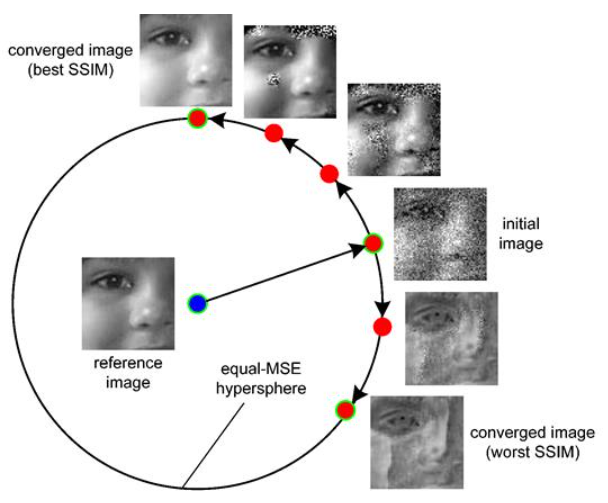 converged image
(best SSIM)
initial
image
reference
image
equal-MSE
hypersphere
converged image
(worst SSIM)